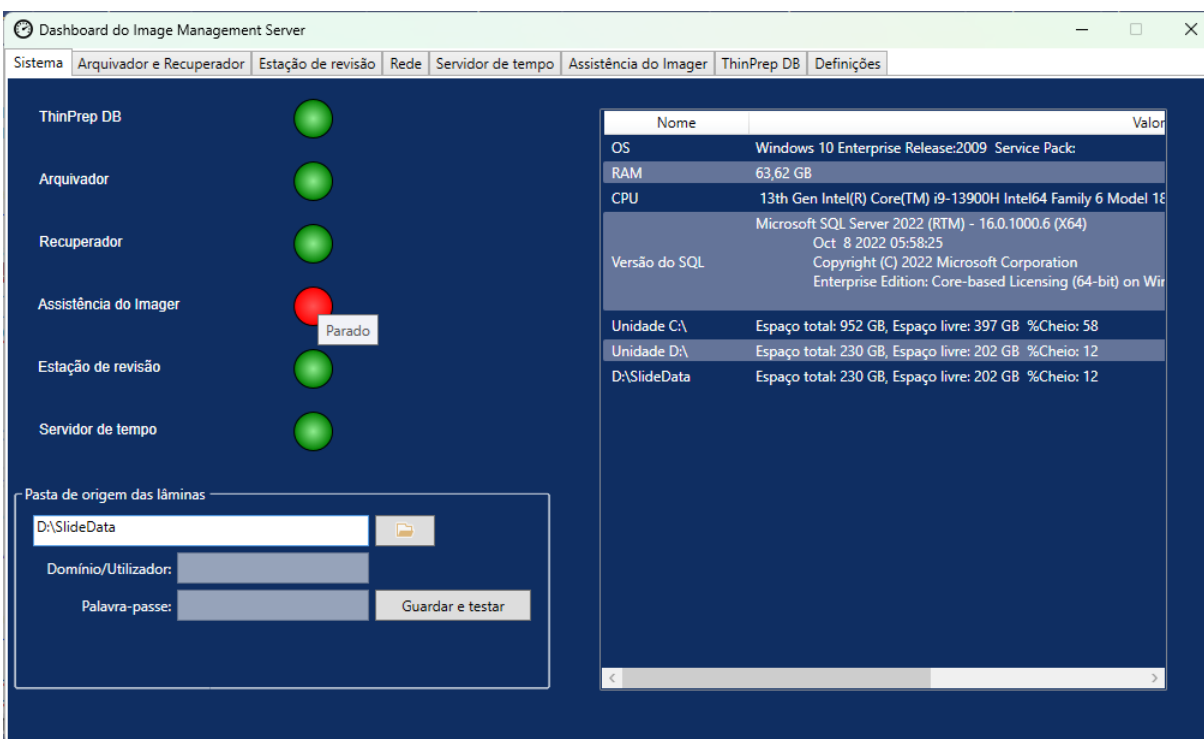 Dashboard do Image Management Server
Sistema Arquivador e Recuperador Estação de revisão Rede Servidor de tempo Assistência do Imager ThinPrep DB Definições
ThinPrep DB
Arquivador
Recuperador
Assistência do Imager
Parado
Estação de revisão
Servidor de tempo
Pasta de origem das lâminas
D:\SlideData
Domínio/Utilizador:
Palavra-passe:
Guardar e testar
Nome Valor
OS Windows 10 Enterprise Release:2009 Service Pack:
RAM 63,62 GB
CPU 13th Gen Intel(R) Core(TM) i9-13900H Intel64 Family 6 Model 18
Versão do SQL
Microsoft SQL Server 2022 (RTM) - 16.0.1000.6 (X64)
Oct 8 2022 05:58:25
Copyright (C) 2022 Microsoft Corporation
Enterprise Edition: Core-based Licensing (64-bit) on Wir
Unidade C:\ Espaço total: 952 GB, Espaço livre: 397 GB %Cheio: 58
Unidade D:\ Espaço total: 230 GB, Espaço livre: 202 GB %Cheio: 12
D:\SlideData Espaço total: 230 GB, Espaço livre: 202 GB %Cheio: 12